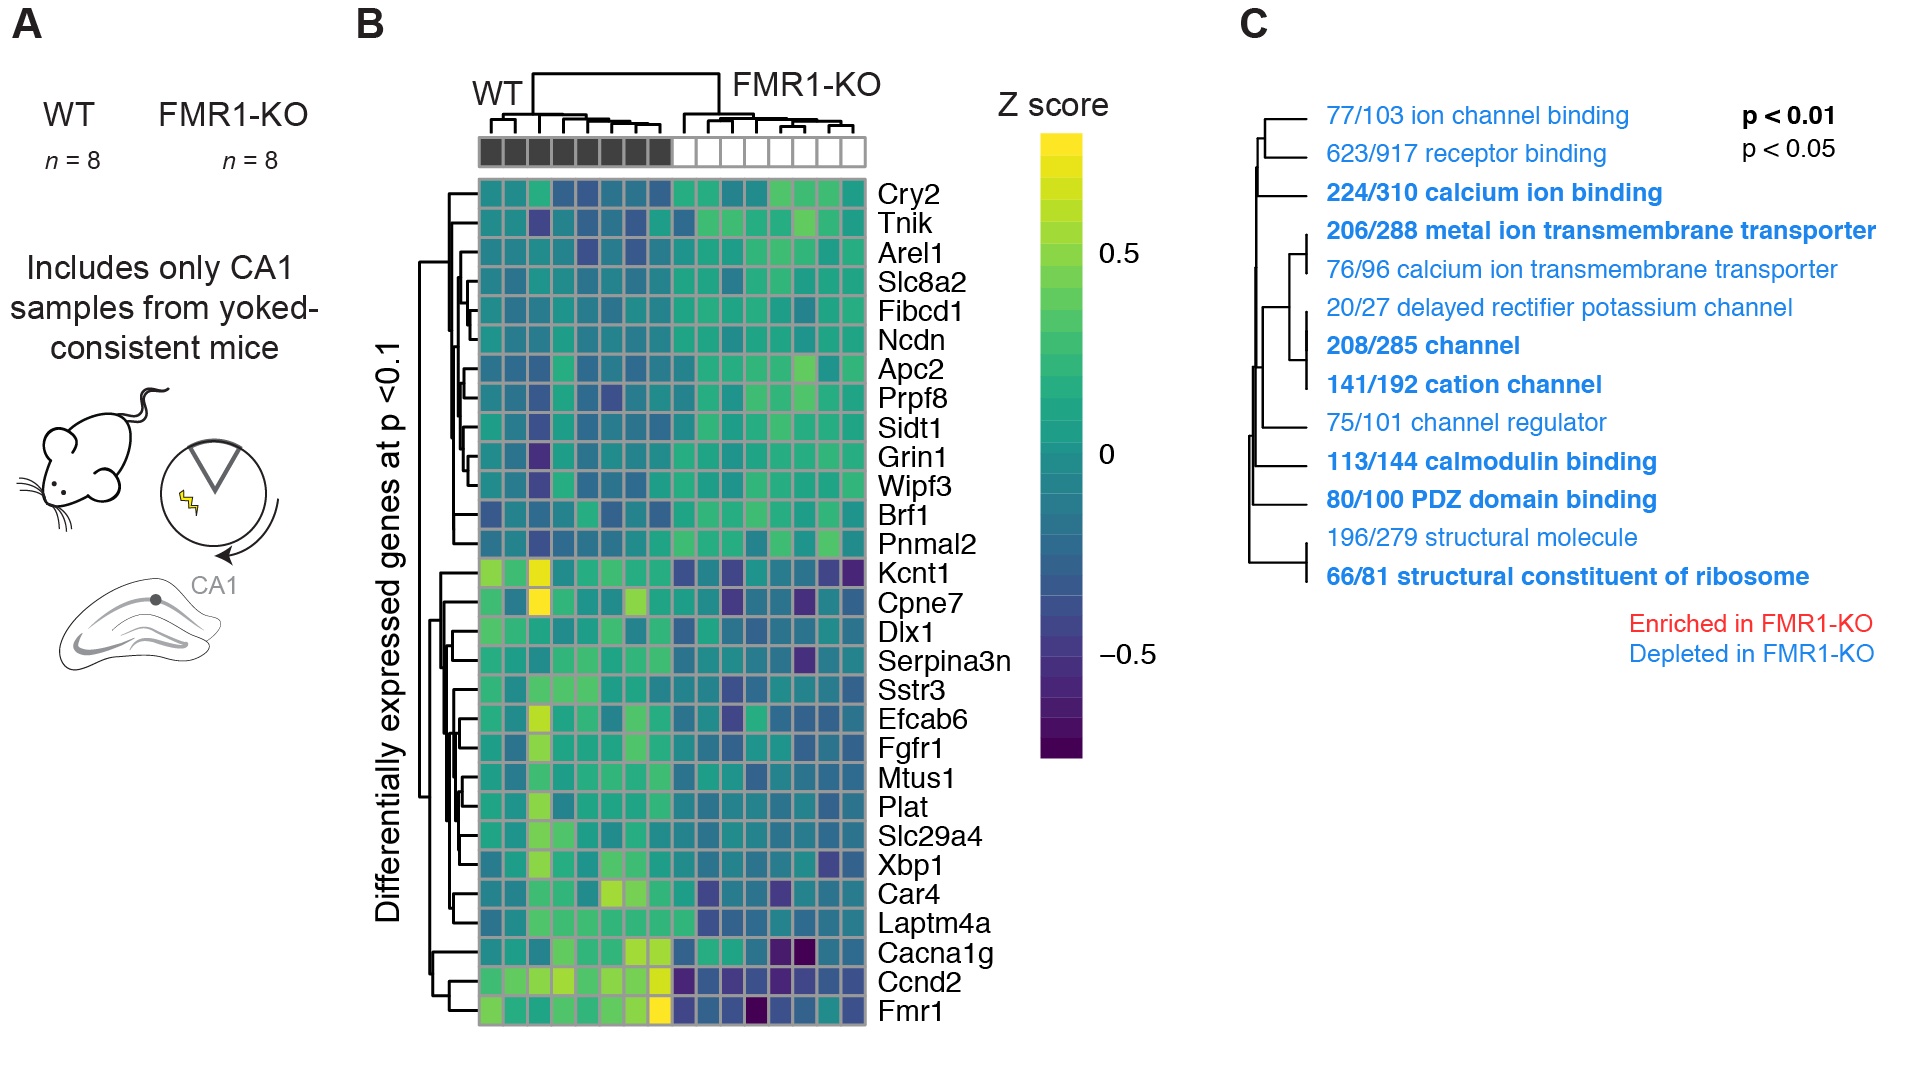 A
WT
FMR1-KO
n = 8
n = 8
Includes only CA1
samples from yoked-
consistent mice
CA1
B
WT
FMR1-KO
Differentially expressed genes at p <0.1
Cry2
Tnik
Arel1
Slc8a2
Fibcd1
Ncdn
Apc2
Prpf8
Sidt1
Grin1
Wipf3
Brf1
Pnmal2
Kcnt1
Cpne7
Dlx1
Serpina3n
Sstr3
Efcab6
Fgfr1
Mtus1
Plat
Slc29a4
Xbp1
Car4
Laptm4a
Cacna1g
Ccnd2
Fmr1
Z score
0.5
0
−0.5
C
77/103 ion channel binding
623/917 receptor binding
224/310 calcium ion binding
206/288 metal ion transmembrane transporter
76/96 calcium ion transmembrane transporter
20/27 delayed rectifier potassium channel
208/285 channel
141/192 cation channel
75/101 channel regulator
113/144 calmodulin binding
80/100 PDZ domain binding
196/279 structural molecule
66/81 structural constituent of ribosome
p < 0.01
p < 0.05
Enriched in FMR1-KO
Depleted in FMR1-KO